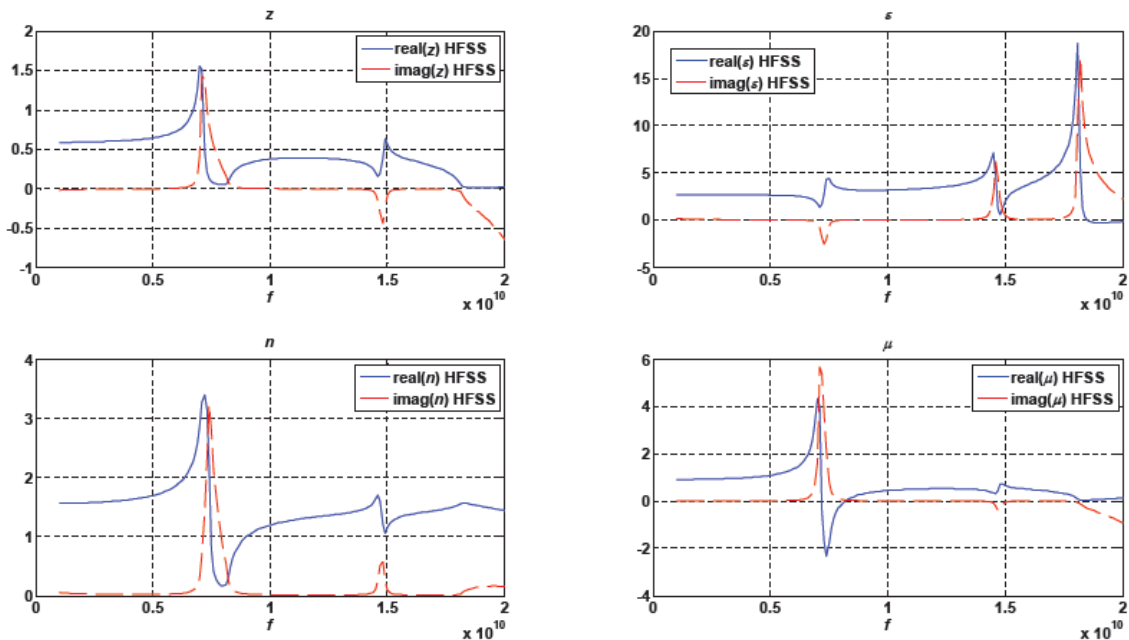 z
2
1.5
1
0.5
0
-0.5
-1
real(z) HFSS
imag(z) HFSS
0
0.5
1
1.5
2
f
x 10^10
ε
20
15
10
5
0
-5
real(ε) HFSS
imag(ε) HFSS
0
0.5
1
1.5
2
f
x 10^10
n
4
3
2
1
0
real(n) HFSS
imag(n) HFSS
0
0.5
1
1.5
2
f
x 10^10
μ
6
4
2
0
-2
-4
real(μ) HFSS
imag(μ) HFSS
0
0.5
1
1.5
2
f
x 10^10